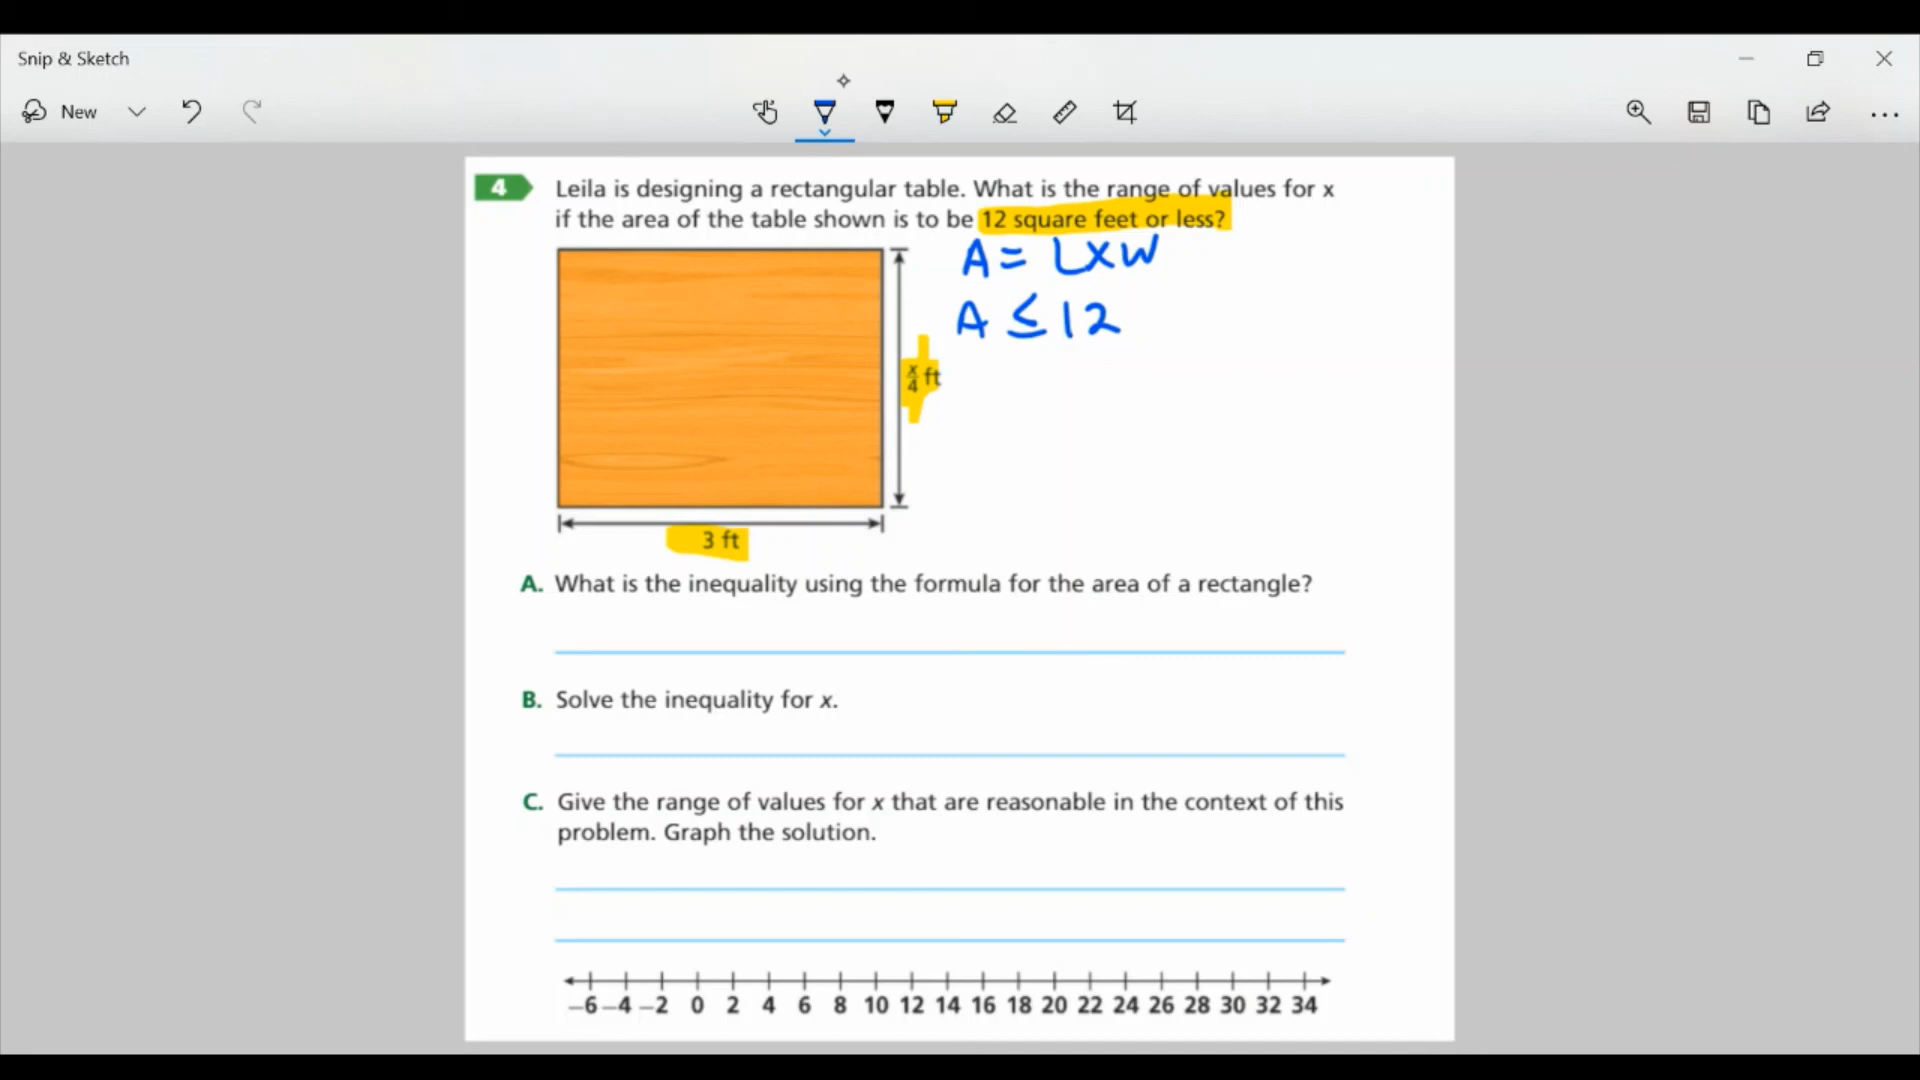 Snip & Sketch
New
4 Leila is designing a rectangular table. What is the range of values for x
if the area of the table shown is to be 12 square feet or less?
A = L x W
A ≤ 12
x/4 ft
3 ft
A. What is the inequality using the formula for the area of a rectangle?
B. Solve the inequality for x.
C. Give the range of values for x that are reasonable in the context of this
problem. Graph the solution.
−6 −4 −2 0 2 4 6 8 10 12 14 16 18 20 22 24 26 28 30 32 34